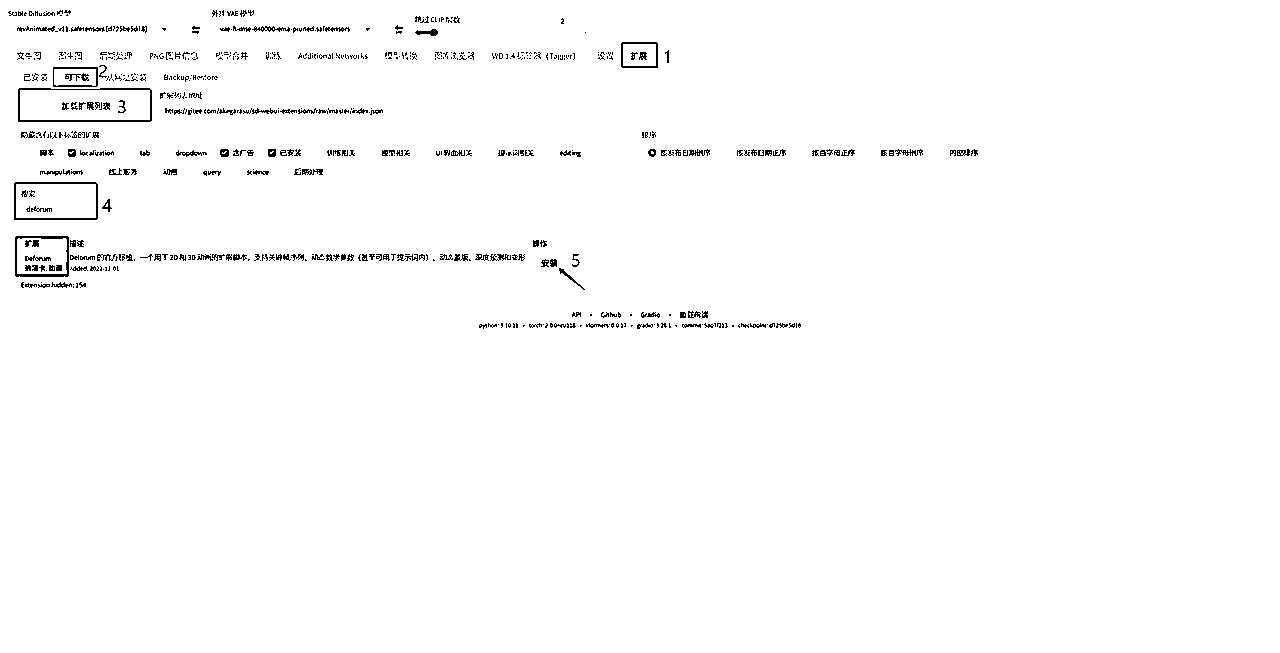 Stable Diffusion 模型 外挂 VAE 模型 跳过 CLIP 层数 2
revAnimated_v11.safetensors [d725be5d18] vae-ft-mse-840000-ema-pruned.safetensors
文生图 图生图 后期处理 PNG 图片信息 模型合并 训练 Additional Networks 模型转换 图库浏览器 WD 1.4 标签器 (Tagger) 设置 扩展 1
已安装 可下载 2 从网址安装 Backup/Restore
加载扩展列表 3 扩展列表地址
https://gitee.com/akegarasu/sd-webui-extensions/raw/master/index.json
隐藏含有以下标签的扩展 排序
脚本 localization tab dropdown 含广告 已安装 训练相关 模型相关 UI 界面相关 提示词相关 editing 按发布日期倒序 按发布日期正序 按首字母正序 按首字母倒序 内部排序
manipulations 线上服务 动画 query science 后期处理
搜索
deforum 4
扩展 描述 操作
Deforum Deforum 的官方移植，一个用于 2D 和 3D 动画的扩展脚本，支持关键帧序列、动态数学参数（甚至可用于提示词内）、动态蒙版、深度预测和变形 安装 5
选项卡, 动画 Added: 2022-11-01
Extension hidden: 154
API • Github • Gradio • 重载前端
python: 3.10.11 • torch: 2.0.0+cu118 • xformers: 0.0.17 • gradio: 3.28.1 • commit: • checkpoint: d725be5d18